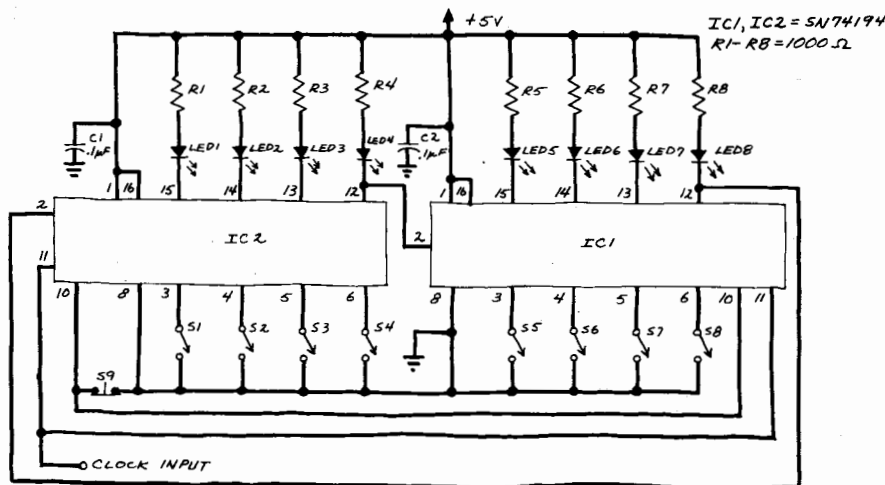 +5V
IC1, IC2 = SN74194
R1-R8 = 1000 Ω
R1 R2 R3 R4 R5 R6 R7 R8
C1 .1µF
C2 .1µF
LED1 LED2 LED3 LED4 LED5 LED6 LED7 LED8
1 16 15 14 13 12 1 16 15 14 13 12
2 IC2 2 IC1
11
10 8 3 4 5 6 8 3 4 5 6 10 11
S1 S2 S3 S4 S5 S6 S7 S8
S9
CLOCK INPUT